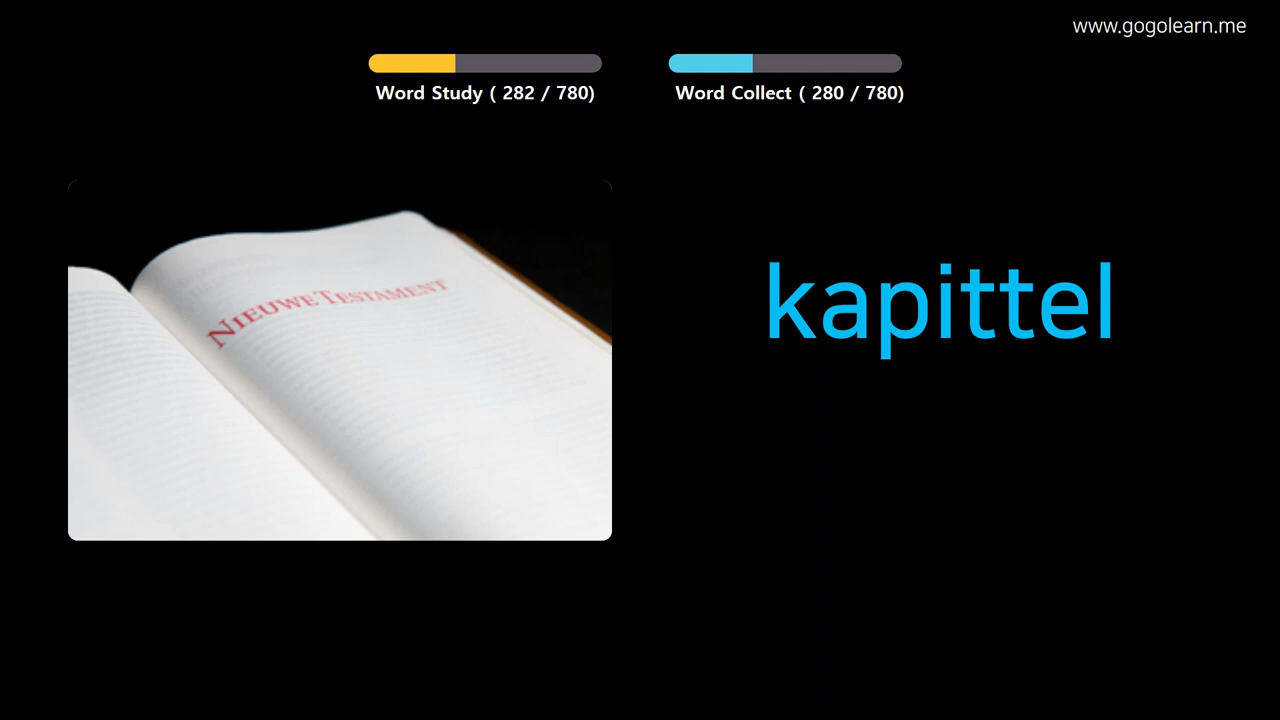 www.gogolearn.me
Word Study ( 282 / 780)
Word Collect ( 280 / 780)
NIEUWE TESTAMENT
kapittel